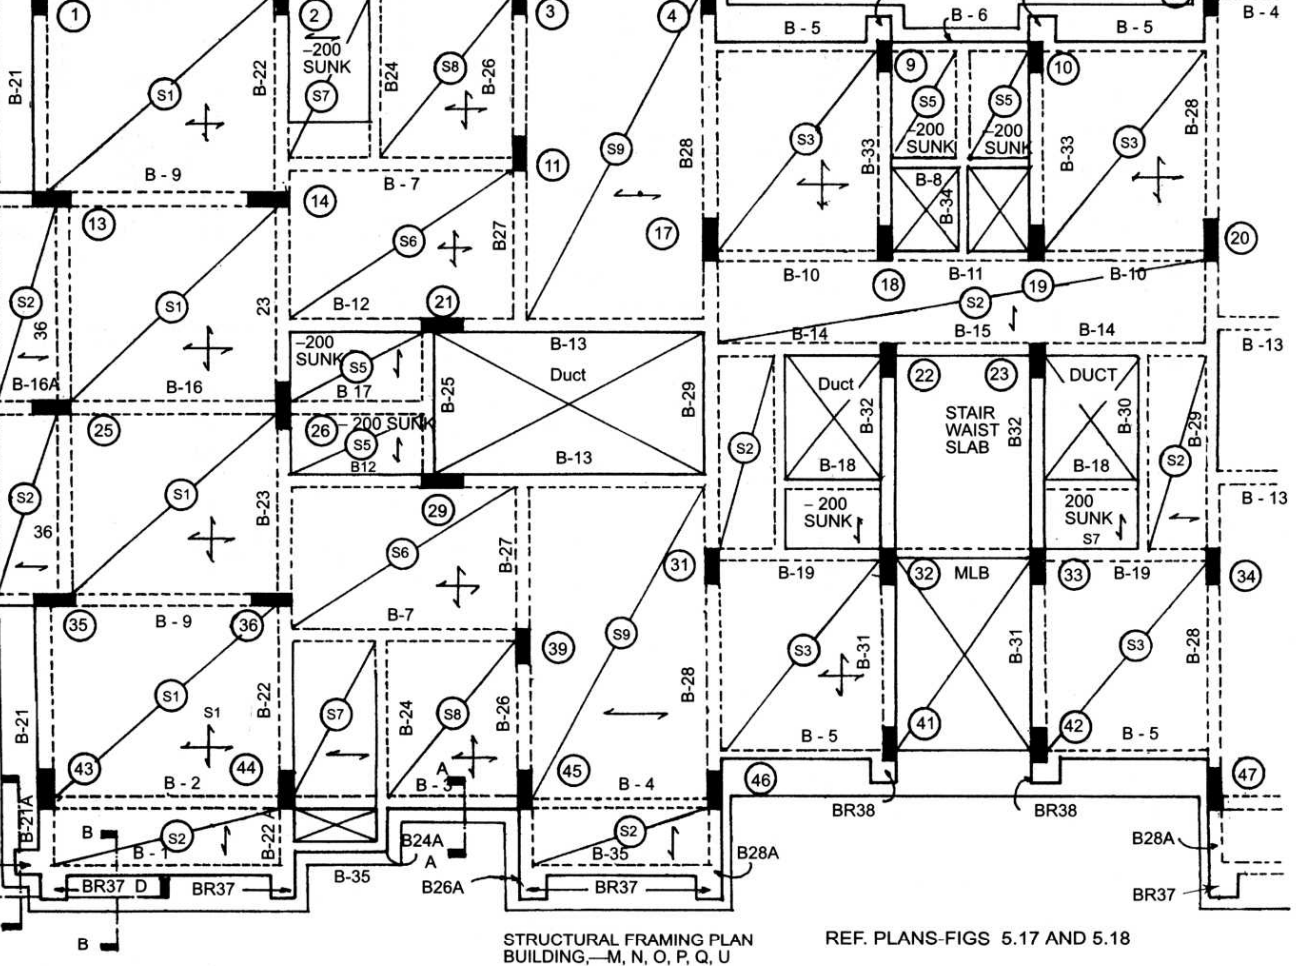 1
2
3
4
B - 5
B - 6
B - 5
B - 4
B-21
S1
B-22
–200
SUNK
S7
B24
S8
B-26
9
10
S5
S5
–200
SUNK
–200
SUNK
S3
B-33
B-33
S3
B-28
B - 9
11
B - 7
S9
B28
B-8
B-34
13
14
S6
B27
17
20
S2
36
S1
23
B-12
21
B-10
18
B-11
19
B-10
S2
B-14
B-15
B-14
B-16A
B-16
–200
SUNK
S5
B 17
B-25
B-13
Duct
B-29
B -13
22
23
Duct
B-32
STAIR
WAIST
SLAB
B32
DUCT
B-30
B-29
25
26
– 200 SUNK
S5
B12
B-13
S2
B-18
B-18
S2
S2
36
S1
B-23
29
– 200
SUNK
200
SUNK
S7
B - 13
S6
B-27
31
B-19
32
MLB
33
B-19
34
35
B - 9
36
B-7
39
S9
S3
B-31
B-31
S3
B-28
B-21
S1
S1
B-22
S7
B-24
S8
B-26
B-28
41
42
B - 5
B - 5
43
B - 2
44
A
B - 3
45
B - 4
46
47
BR38
BR38
B-21A
B
S2
B - 1
B-22 A
B24A
A
S2
B-35
B28A
B28A
BR37
D
BR37
B-35
B26A
BR37
BR37
B
STRUCTURAL FRAMING PLAN
BUILDING,—M, N, O, P, Q, U
REF. PLANS-FIGS 5.17 AND 5.18